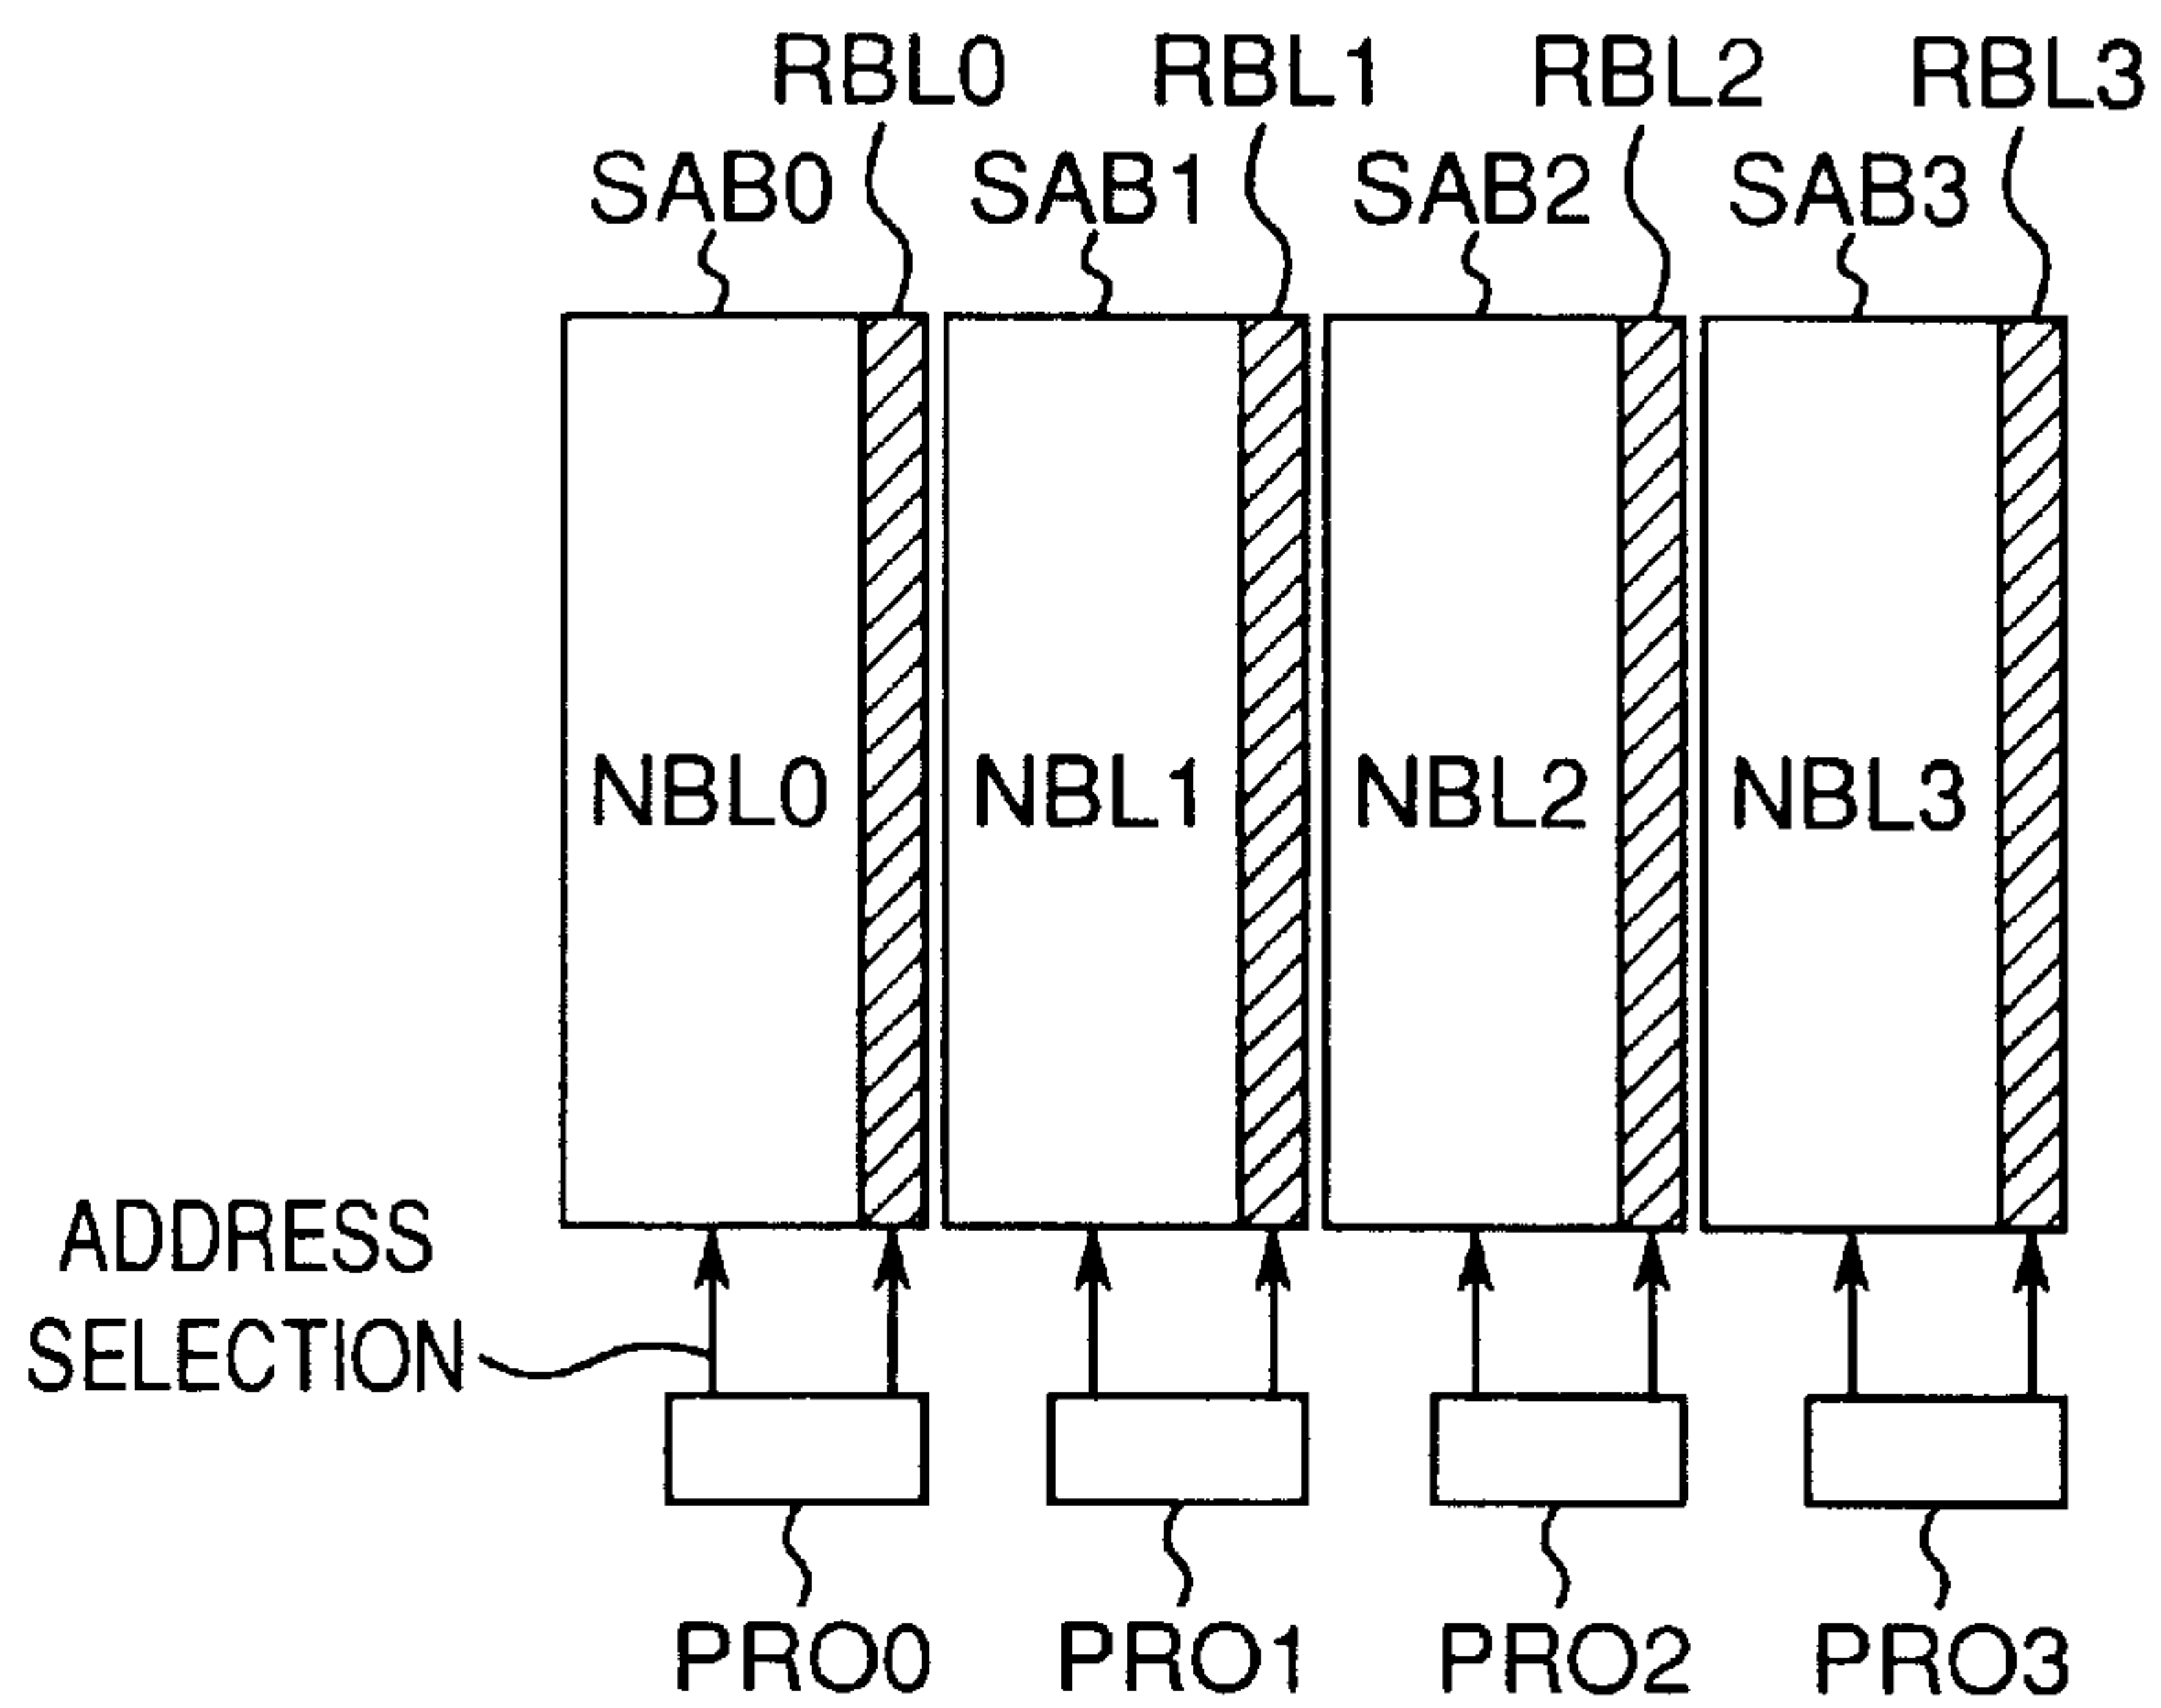 RBL0 RBL1 RBL2 RBL3
SAB0 SAB1 SAB2 SAB3
NBL0 NBL1 NBL2 NBL3
ADDRESS
SELECTION
PRO0 PRO1 PRO2 PRO3